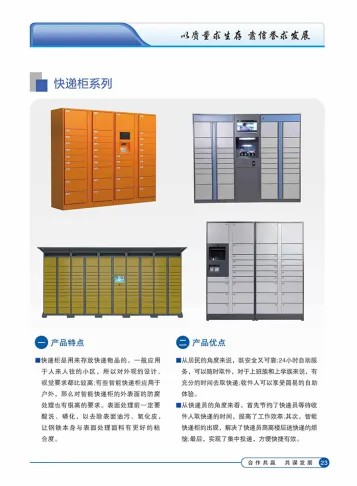 以质量求生存 靠信誉求发展
快递柜系列
一 产品特点
■快递柜是用来存放快递物品的，一般应用
于人来人往的小区，所以对外观的设计、
视觉要求都比较高;有些智能快递柜应用于
户外，那么对智能快递柜的外表面的防腐
处理也有很高的要求，表面处理前一定要
酸洗、磷化，以去除表面油污、氧化皮，
让钢铁本身与表面处理面料有更好的粘
合度。
二 产品优点
■从居民的角度来说，既安全又可靠;24小时自助服
务，可以随时取件，对于上班族和上学族来说，有
充分的时间去取快递;收件人可以享受简易的自助
体验。
■从快递员的角度来看，首先节约了快递员等待收
件人取快递的时间，提高了工作效率.其次，智能
快递柜的出现，解决了快递员爬高楼层送快递的烦
恼.最后，实现了集中投递，方便快捷有效。
合作共赢 共谋发展 23